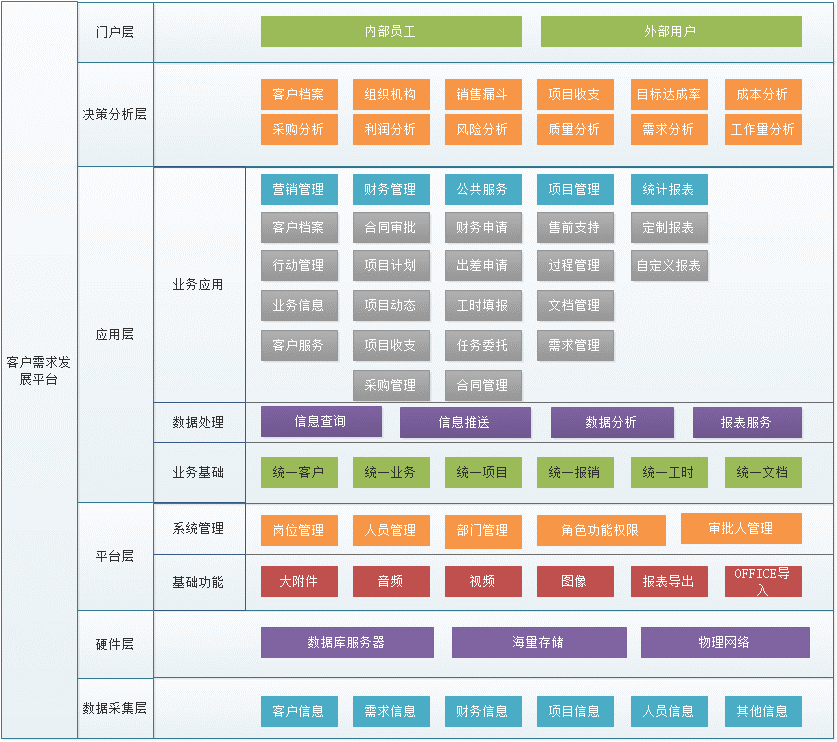 门户层
内部员工
外部用户
决策分析层
客户档案
组织机构
销售漏斗
项目收支
目标达成率
成本分析
采购分析
利润分析
风险分析
质量分析
需求分析
工作量分析
客户需求发
展平台
应用层
业务应用
营销管理
财务管理
公共服务
项目管理
统计报表
客户档案
合同审批
财务申请
售前支持
定制报表
行动管理
项目计划
出差申请
过程管理
自定义报表
业务信息
项目动态
工时填报
文档管理
客户服务
项目收支
任务委托
需求管理
采购管理
合同管理
数据处理
信息查询
信息推送
数据分析
报表服务
业务基础
统一客户
统一业务
统一项目
统一报销
统一工时
统一文档
平台层
系统管理
岗位管理
人员管理
部门管理
角色功能权限
审批人管理
基础功能
大附件
音频
视频
图像
报表导出
OFFICE导
入
硬件层
数据库服务器
海量存储
物理网络
数据采集层
客户信息
需求信息
财务信息
项目信息
人员信息
其他信息